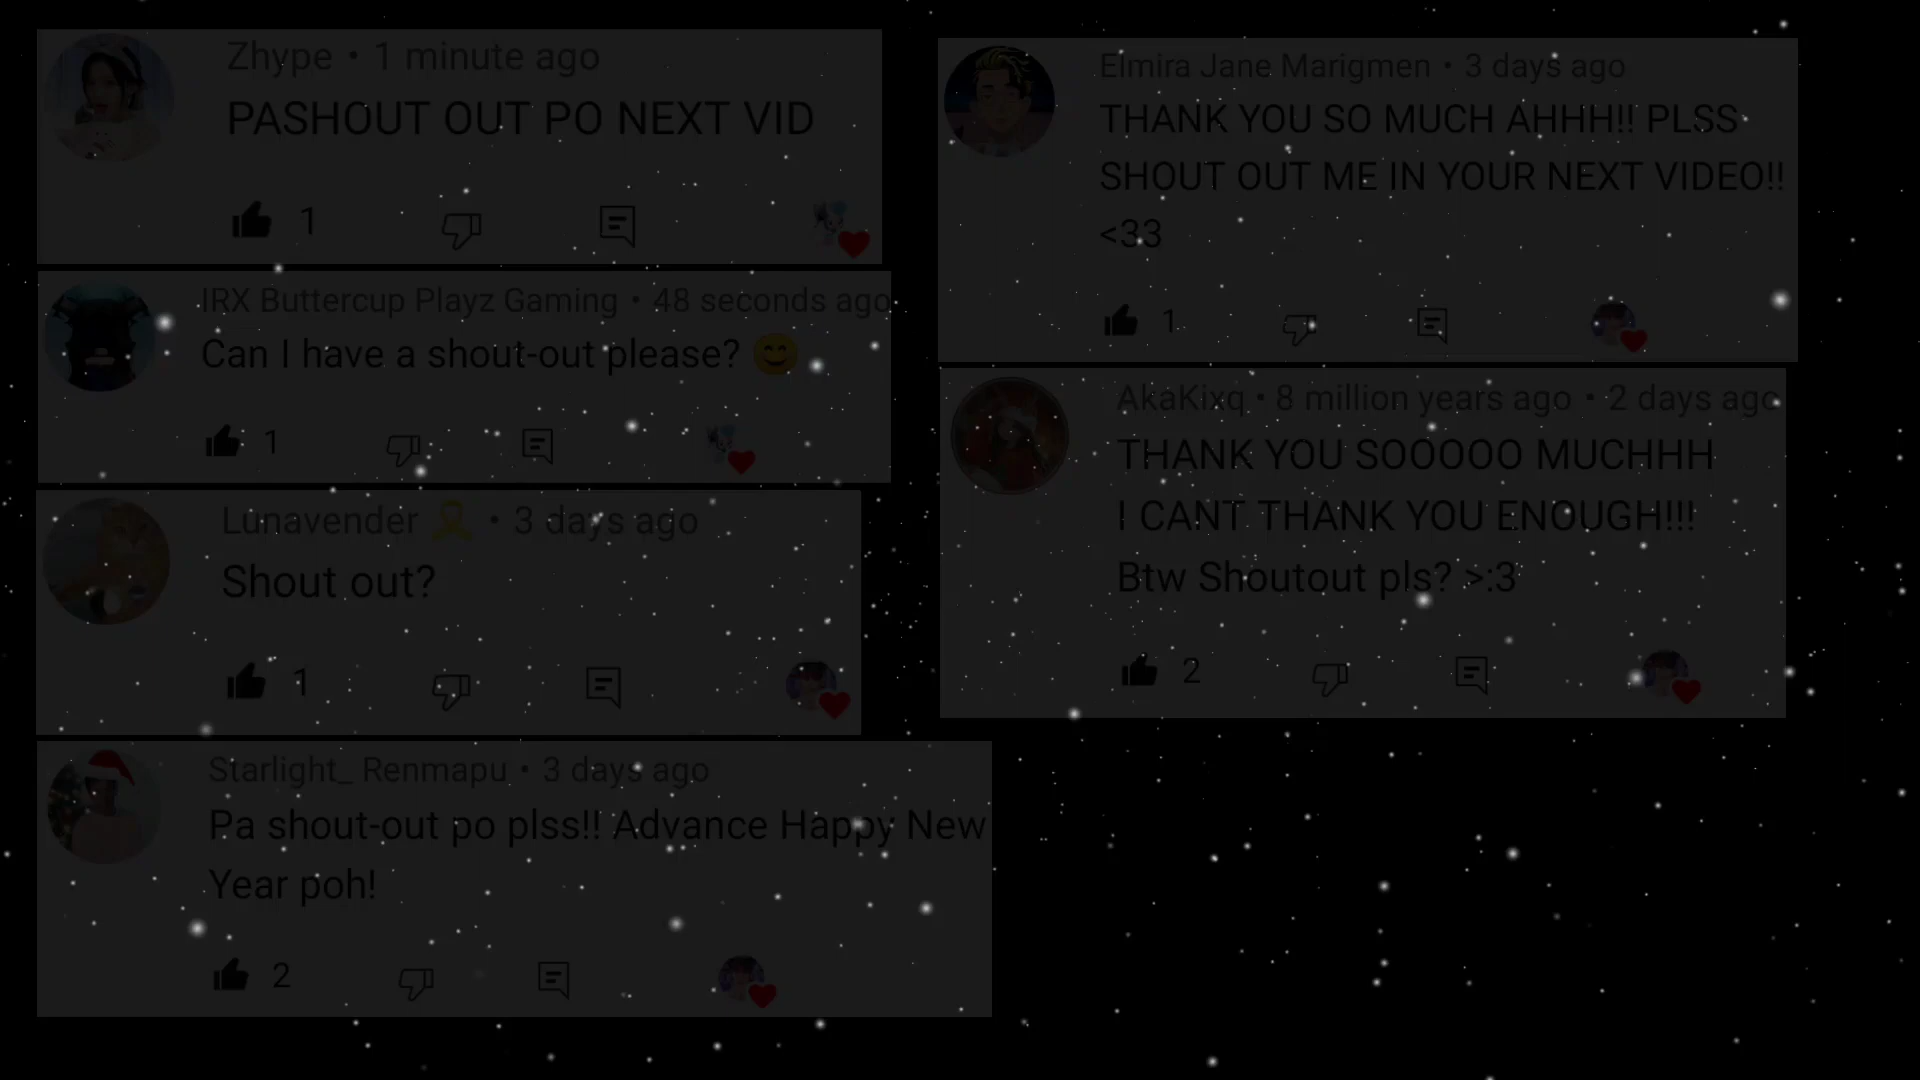 Zhype • 1 minute ago
PASHOUT OUT PO NEXT VID
1
IRX Buttercup Playz Gaming • 48 seconds ago
Can I have a shout-out please? 😊
1
Lunavender 🎗 • 3 days ago
Shout out?
1
Starlight_ Renmapu • 3 days ago
Pa shout-out po plss!! Advance Happy New
Year poh!
2
Elmira Jane Marigmen • 3 days ago
THANK YOU SO MUCH AHHH!! PLSS
SHOUT OUT ME IN YOUR NEXT VIDEO!!
<33
1
AkaKixq • 8 million years ago • 2 days ago
THANK YOU SOOOOO MUCHHH
I CANT THANK YOU ENOUGH!!!
Btw Shoutout pls? >:3
2